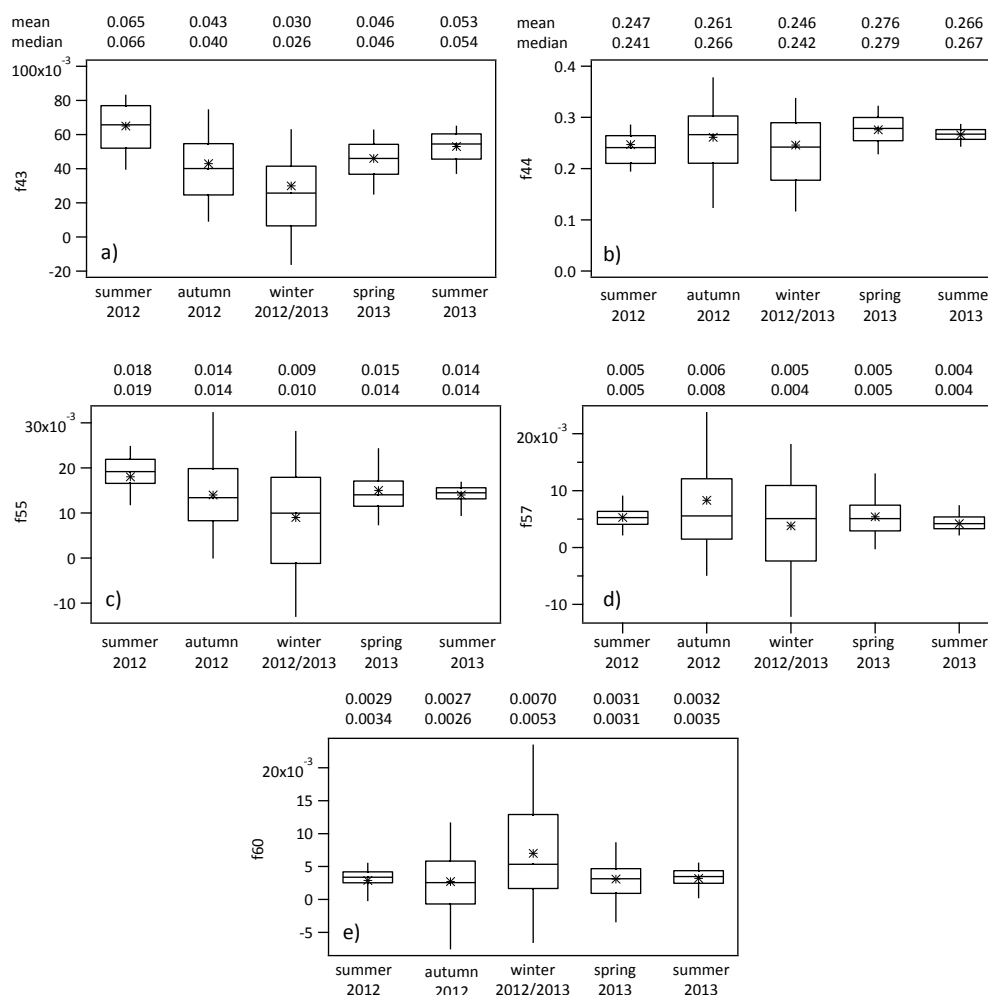 mean 0.065 0.043 0.030 0.046 0.053
median 0.066 0.040 0.026 0.046 0.054
100x10⁻³
80
60
40
20
0
-20
f43
a)
summer autumn winter spring summer
2012 2012 2012/2013 2013 2013
mean 0.247 0.261 0.246 0.276 0.266
median 0.241 0.266 0.242 0.279 0.267
0.4
0.3
0.2
0.1
0.0
f44
b)
summer autumn winter spring summe
2012 2012 2012/2013 2013 2013
0.018 0.014 0.009 0.015 0.014
0.019 0.014 0.010 0.014 0.014
30x10⁻³
20
10
0
-10
f55
c)
summer autumn winter spring summer
2012 2012 2012/2013 2013 2013
0.005 0.006 0.005 0.005 0.004
0.005 0.008 0.004 0.005 0.004
20x10⁻³
10
0
-10
f57
d)
summer autumn winter spring summer
2012 2012 2012/2013 2013 2013
0.0029 0.0027 0.0070 0.0031 0.0032
0.0034 0.0026 0.0053 0.0031 0.0035
20x10⁻³
15
10
5
0
-5
f60
e)
summer autumn winter spring summer
2012 2012 2012/2013 2013 2013